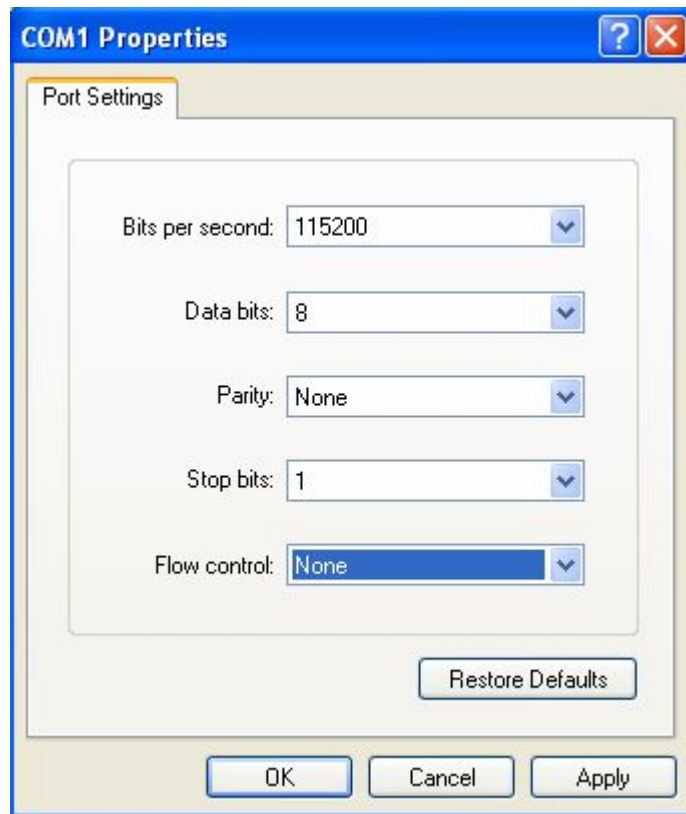 COM1 Properties
Port Settings
Bits per second: 115200
Data bits: 8
Parity: None
Stop bits: 1
Flow control: None
Restore Defaults
OK Cancel Apply